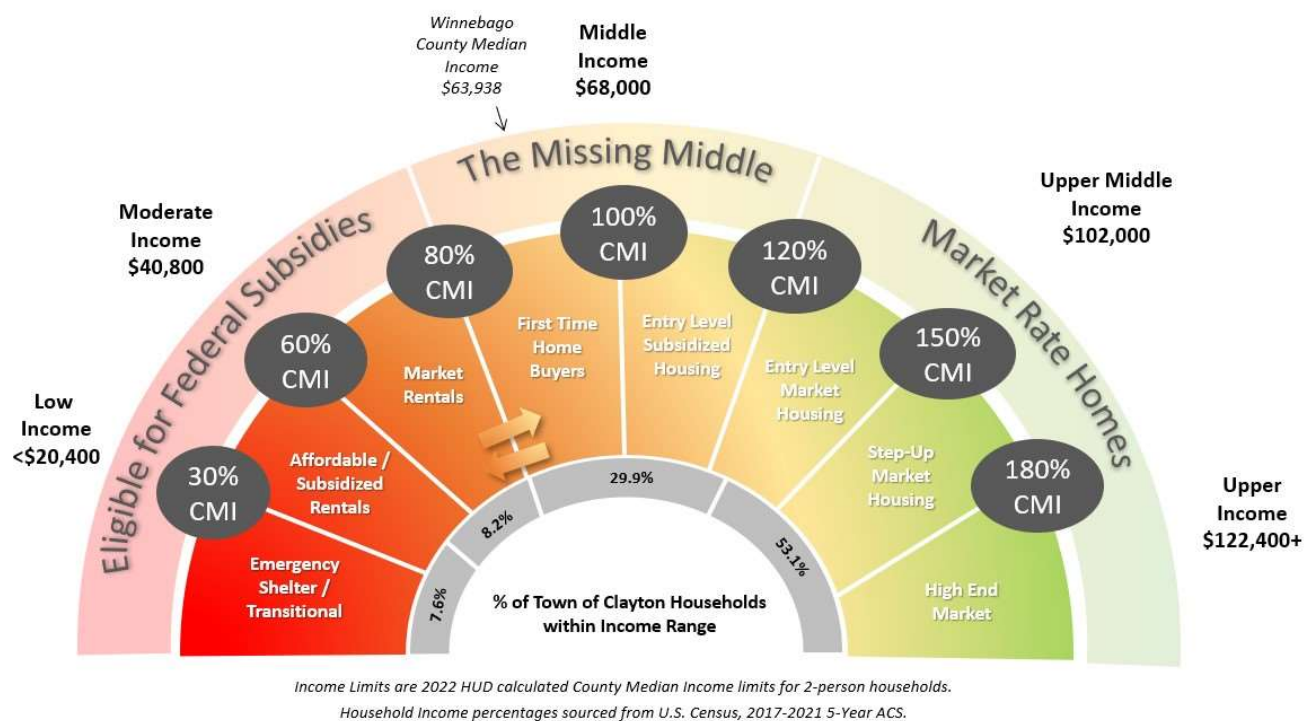 Winnebago
County Median
Income
$63,938
Middle
Income
$68,000
The Missing Middle
Eligible for Federal Subsidies
Market Rate Homes
Low
Income
<$20,400
Moderate
Income
$40,800
Upper Middle
Income
$102,000
Upper
Income
$122,400+
30%
CMI
60%
CMI
80%
CMI
100%
CMI
120%
CMI
150%
CMI
180%
CMI
Emergency
Shelter /
Transitional
Affordable /
Subsidized
Rentals
Market
Rentals
First Time
Home
Buyers
Entry Level
Subsidized
Housing
Entry Level
Market
Housing
Step-Up
Market
Housing
High End
Market
7.6%
8.2%
29.9%
53.1%
% of Town of Clayton Households
within Income Range
Income Limits are 2022 HUD calculated County Median Income limits for 2-person households.
Household Income percentages sourced from U.S. Census, 2017-2021 5-Year ACS.